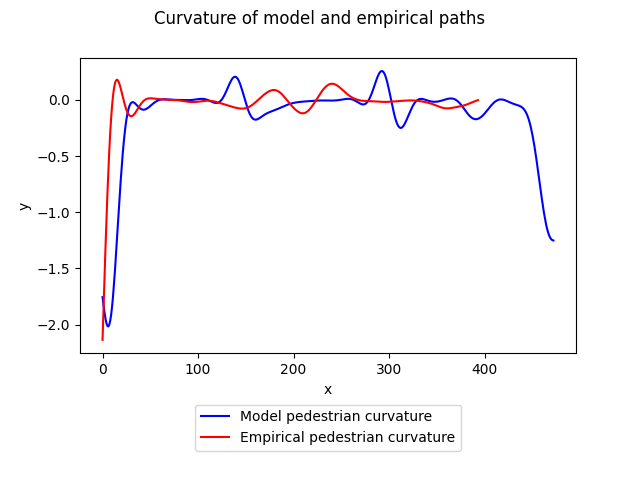 Curvature of model and empirical paths
0.0
−0.5
−1.0
−1.5
−2.0
y
0 100 200 300 400
x
Model pedestrian curvature
Empirical pedestrian curvature